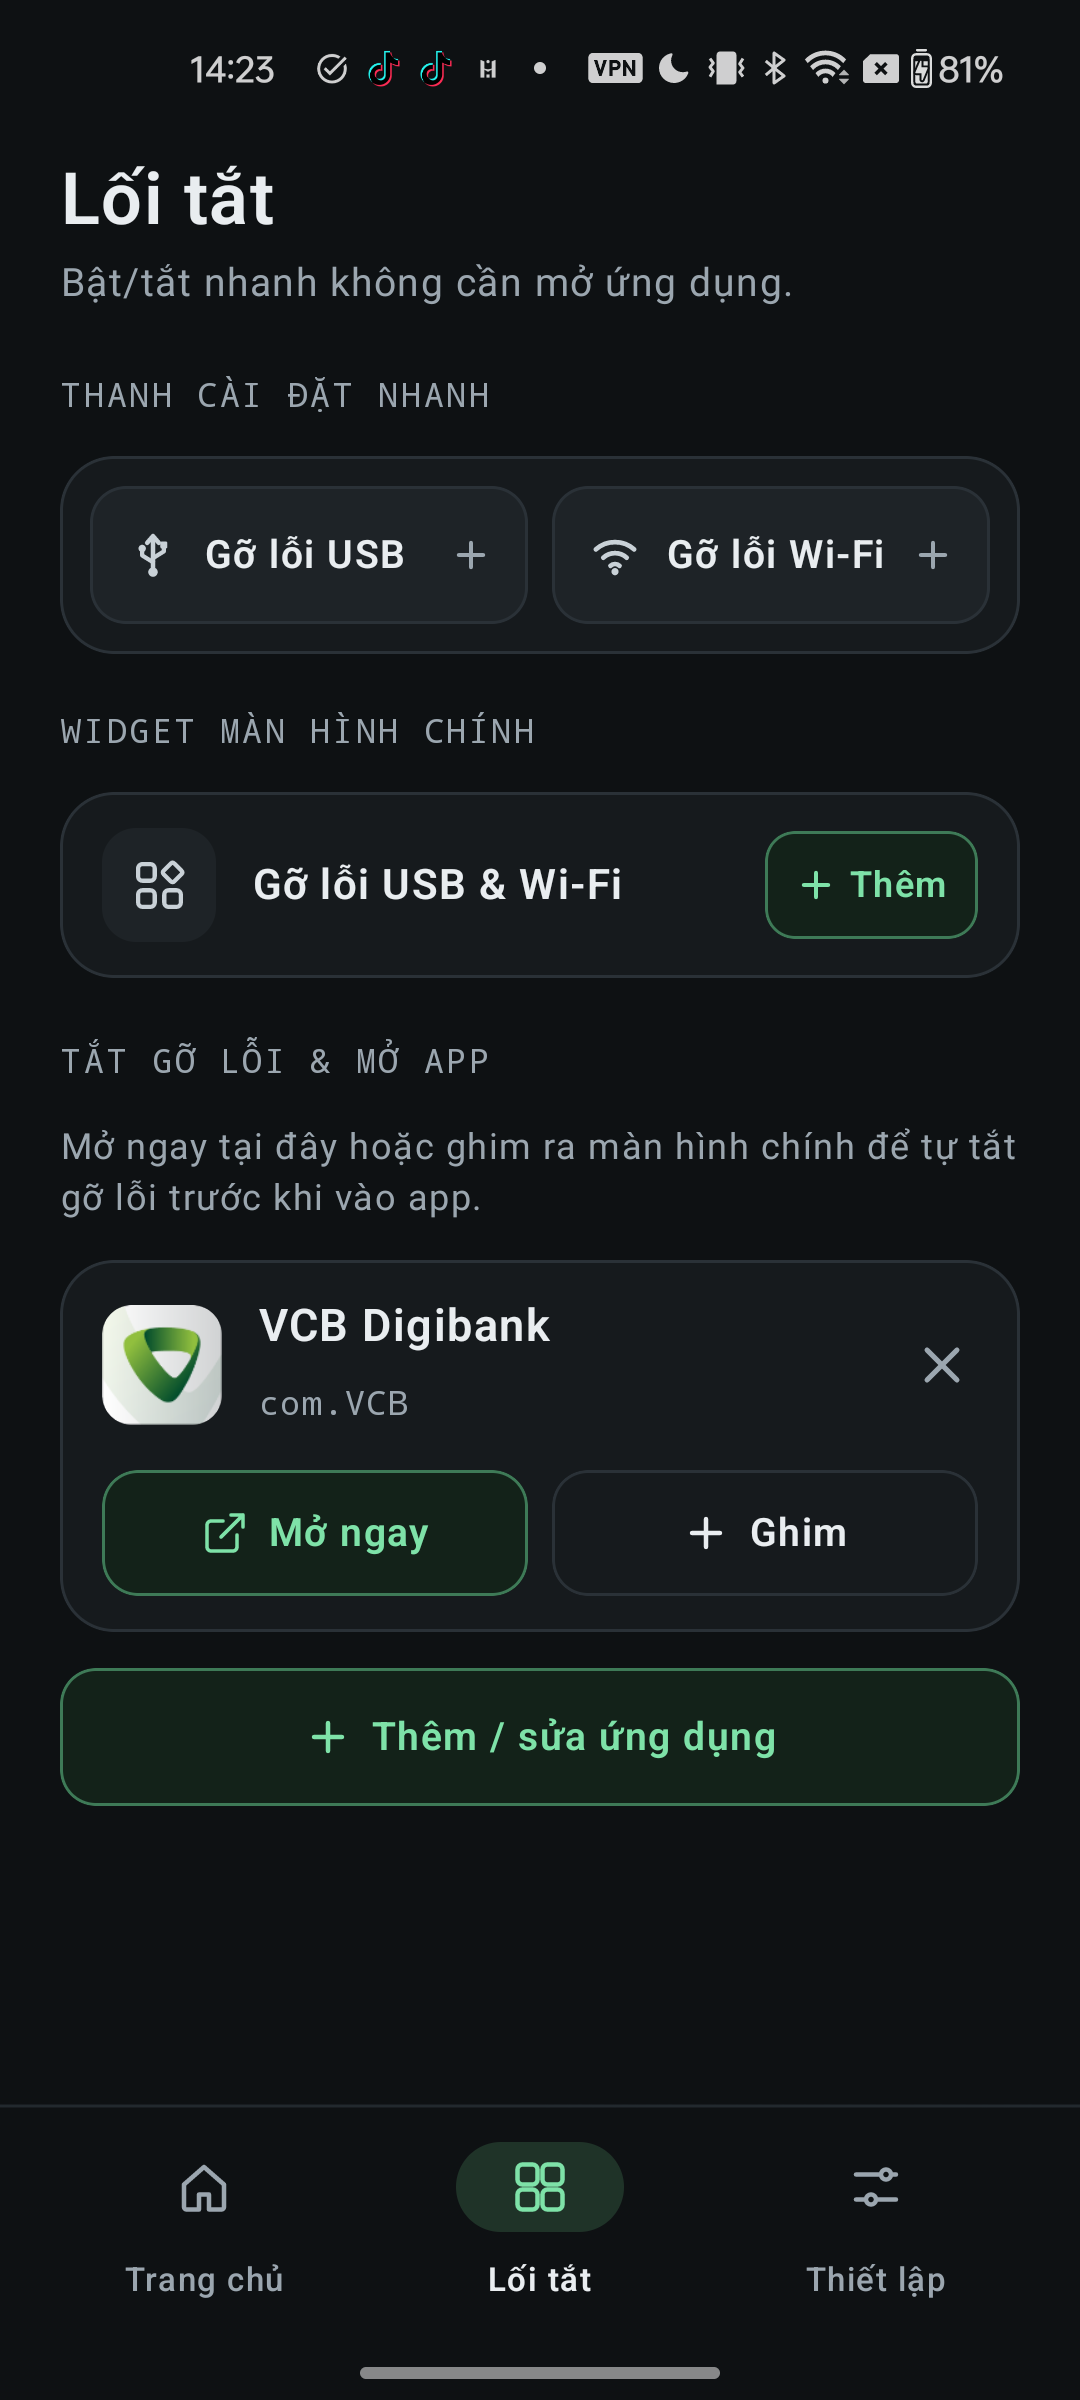 14:23
VPN
81%
Lối tắt
Bật/tắt nhanh không cần mở ứng dụng.
THANH CÀI ĐẶT NHANH
Gỡ lỗi USB
Gỡ lỗi Wi-Fi
WIDGET MÀN HÌNH CHÍNH
Gỡ lỗi USB & Wi-Fi
Thêm
TẮT GỠ LỖI & MỞ APP
Mở ngay tại đây hoặc ghim ra màn hình chính để tự tắt
gỡ lỗi trước khi vào app.
VCB Digibank
com.VCB
Mở ngay
Ghim
Thêm / sửa ứng dụng
Trang chủ
Lối tắt
Thiết lập